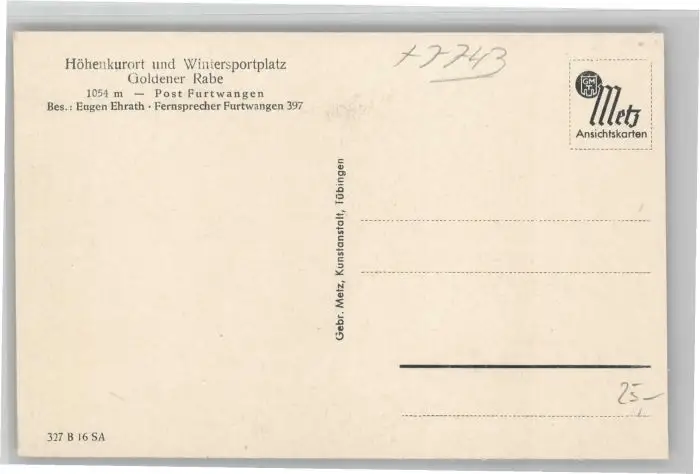 Höhenkurort und Wintersportplatz
Goldener Rabe
1054 m — Post Furtwangen
Bes.: Eugen Ehrath · Fernsprecher Furtwangen 397
GM
Metz
Ansichtskarten
Gebr. Metz, Kunstanstalt, Tübingen
25,-
327 B 16 SA